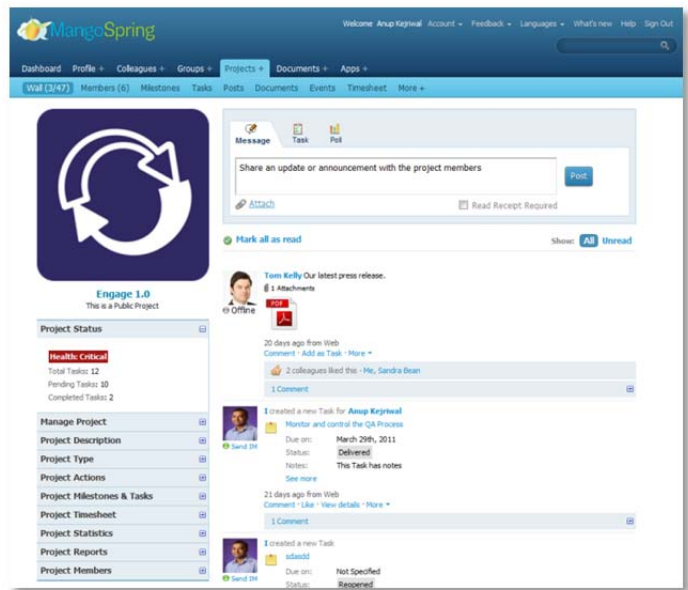 MangoSpring
Welcome Anup Kejriwal Account Feedback Languages What's new Help Sign Out
Dashboard Profile + Colleagues + Groups + Projects + Documents + Apps +
Wall (3/47) Members (6) Milestones Tasks Posts Documents Events Timesheet More +
Message Task Poll
Share an update or announcement with the project members
Post
Attach Read Receipt Required
Mark all as read Show: All Unread
Engage 1.0
This is a Public Project
Project Status
Health: Critical
Total Tasks: 12
Pending Tasks: 10
Completed Tasks: 2
Manage Project
Project Description
Project Type
Project Actions
Project Milestones & Tasks
Project Timesheet
Project Statistics
Project Reports
Project Members
Tom Kelly Our latest press release.
1 Attachments
Offline
PDF
20 days ago from Web
Comment · Add as Task · More
2 colleagues liked this - Me, Sandra Bean
1 Comment
I created a new Task for Anup Kejriwal
Monitor and control the QA Process
Due on: March 29th, 2011
Send IM
Status: Delivered
Notes: This Task has notes
See more
21 days ago from Web
Comment · Like · View details · More
1 Comment
I created a new Task
sdasdd
Due on: Not Specified
Send IM
Status: Reopened